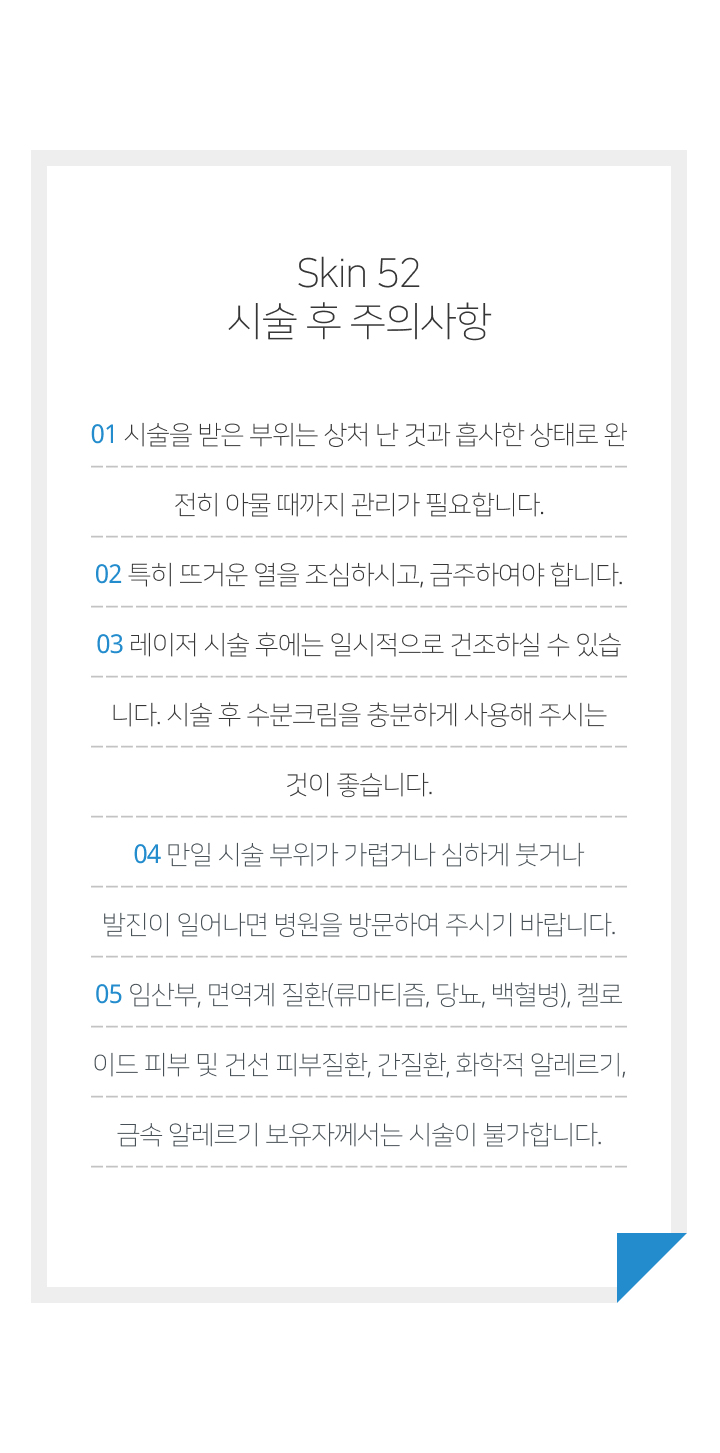 Skin 52
시술 후 주의사항
01 시술을 받은 부위는 상처 난 것과 흡사한 상태로 완
전히 아물 때까지 관리가 필요합니다.
02 특히 뜨거운 열을 조심하시고, 금주하여야 합니다.
03 레이저 시술 후에는 일시적으로 건조하실 수 있습
니다. 시술 후 수분크림을 충분하게 사용해 주시는
것이 좋습니다.
04 만일 시술 부위가 가렵거나 심하게 붓거나
발진이 일어나면 병원을 방문하여 주시기 바랍니다.
05 임산부, 면역계 질환(류마티즘, 당뇨, 백혈병), 켈로
이드 피부 및 건선 피부질환, 간질환, 화학적 알레르기,
금속 알레르기 보유자께서는 시술이 불가합니다.